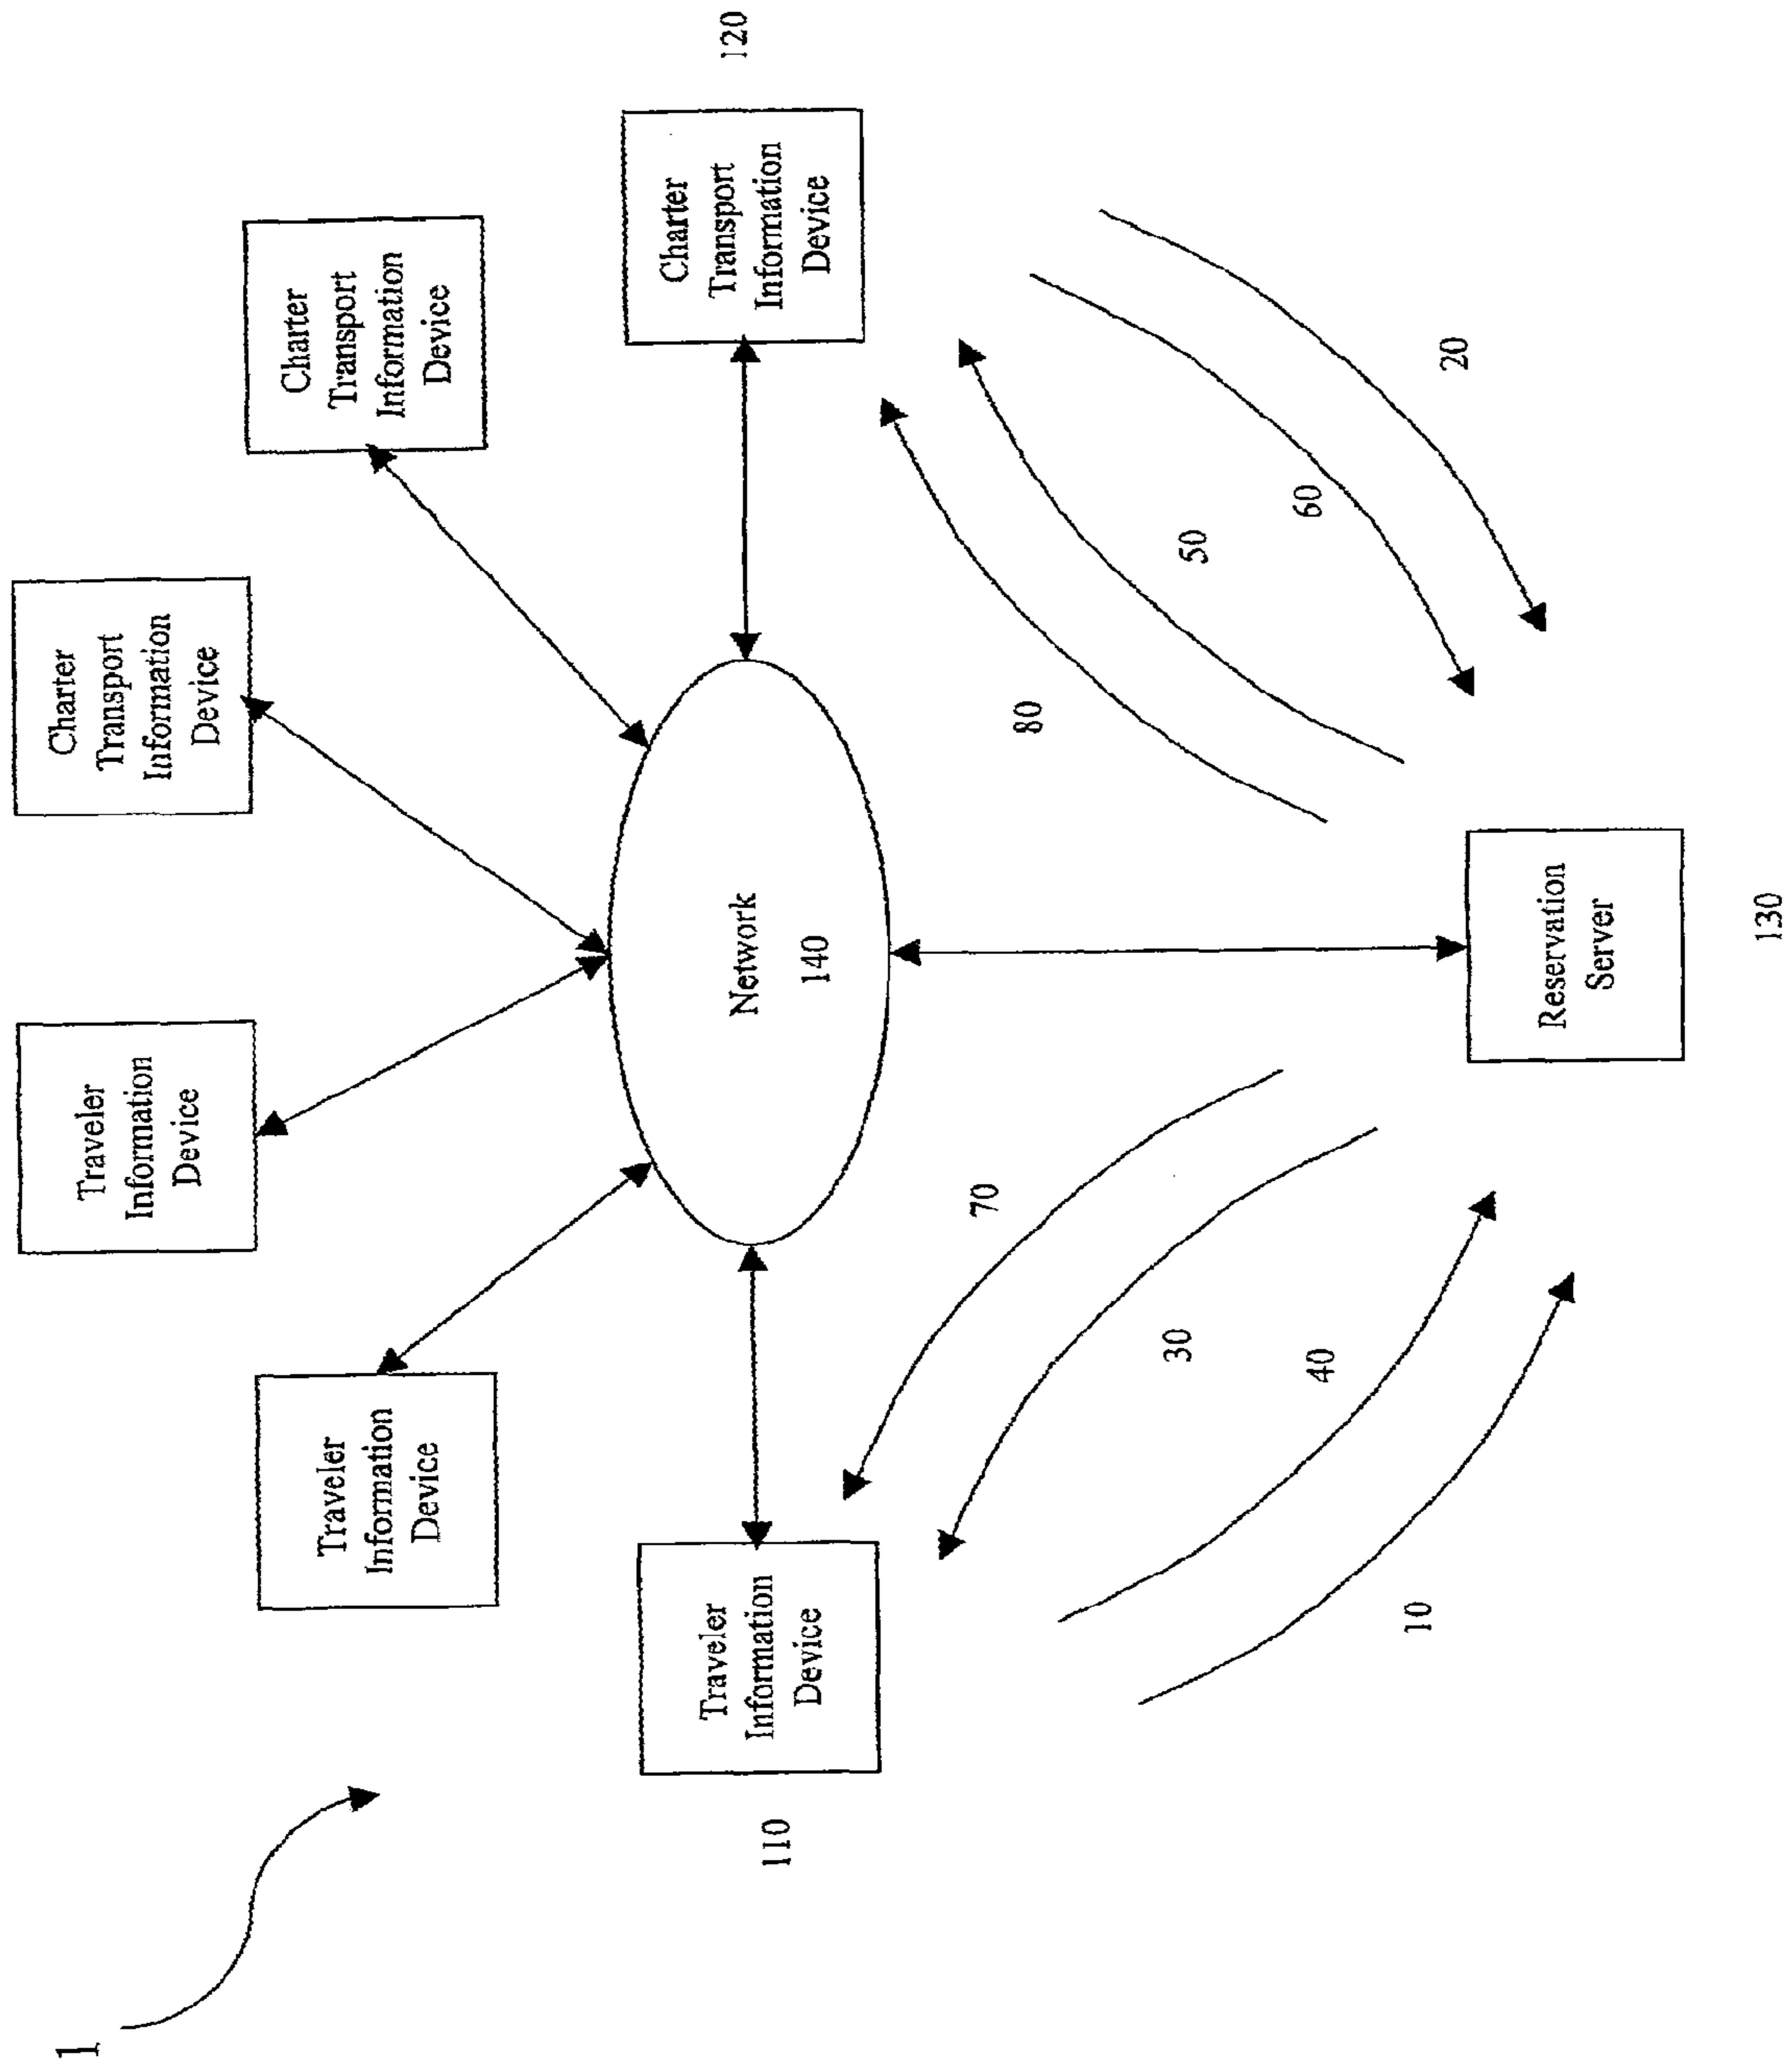 1
Traveler
Information
Device
110
Traveler
Information
Device
Traveler
Information
Device
Charter
Transport
Information
Device
Charter
Transport
Information
Device
Charter
Transport
Information
Device
120
Network
140
70
80
30
50
40
60
10
20
Reservation
Server
130